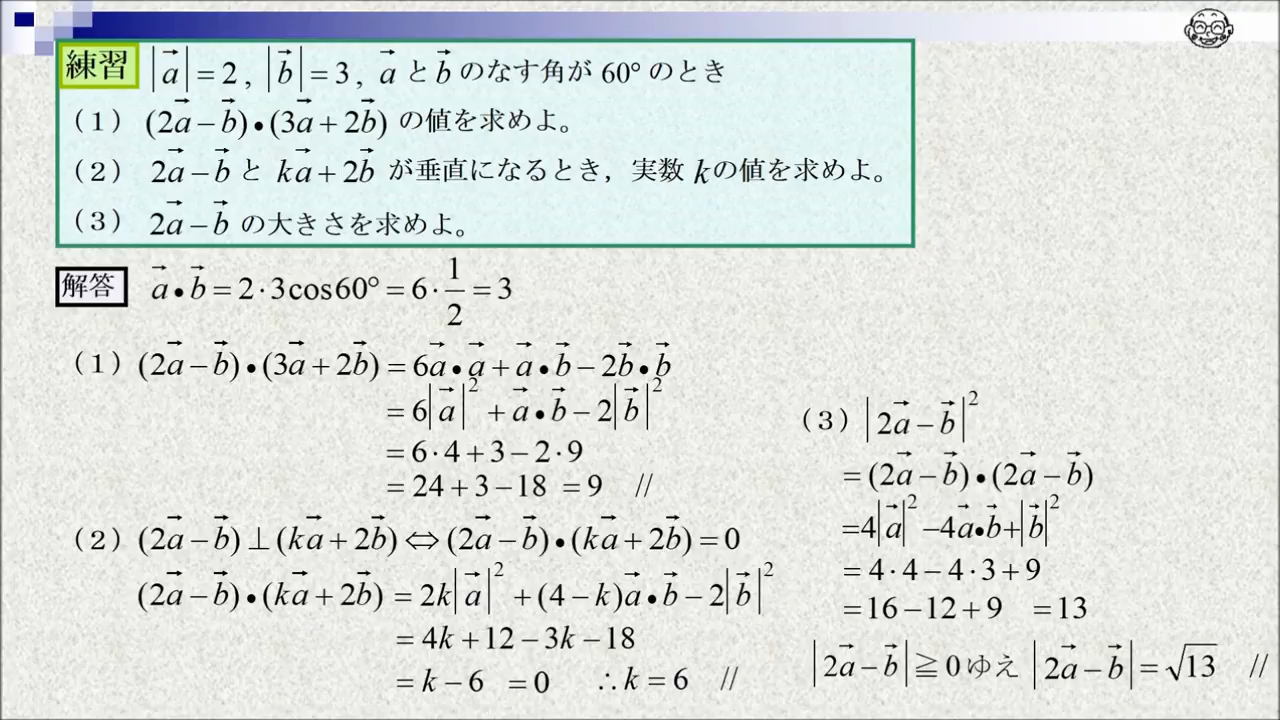 練習 |a⃗|=2, |b⃗|=3, a⃗ と b⃗ のなす角が 60° のとき
（1） (2a⃗−b⃗)•(3a⃗+2b⃗) の値を求めよ。
（2） 2a⃗−b⃗ と ka⃗+2b⃗ が垂直になるとき，実数 k の値を求めよ。
（3） 2a⃗−b⃗ の大きさを求めよ。
解答 a⃗•b⃗=2·3cos60°=6·1/2=3
（1）(2a⃗−b⃗)•(3a⃗+2b⃗)=6a⃗•a⃗+a⃗•b⃗−2b⃗•b⃗
=6|a⃗|²+a⃗•b⃗−2|b⃗|²
=6·4+3−2·9
=24+3−18 =9 //
（2）(2a⃗−b⃗)⊥(ka⃗+2b⃗)⇔(2a⃗−b⃗)•(ka⃗+2b⃗)=0
(2a⃗−b⃗)•(ka⃗+2b⃗)=2k|a⃗|²+(4−k)a⃗•b⃗−2|b⃗|²
=4k+12−3k−18
=k−6 =0 ∴k=6 //
（3）|2a⃗−b⃗|²
=(2a⃗−b⃗)•(2a⃗−b⃗)
=4|a⃗|²−4a⃗•b⃗+|b⃗|²
=4·4−4·3+9
=16−12+9 =13
|2a⃗−b⃗|≧0ゆえ |2a⃗−b⃗|=√13 //